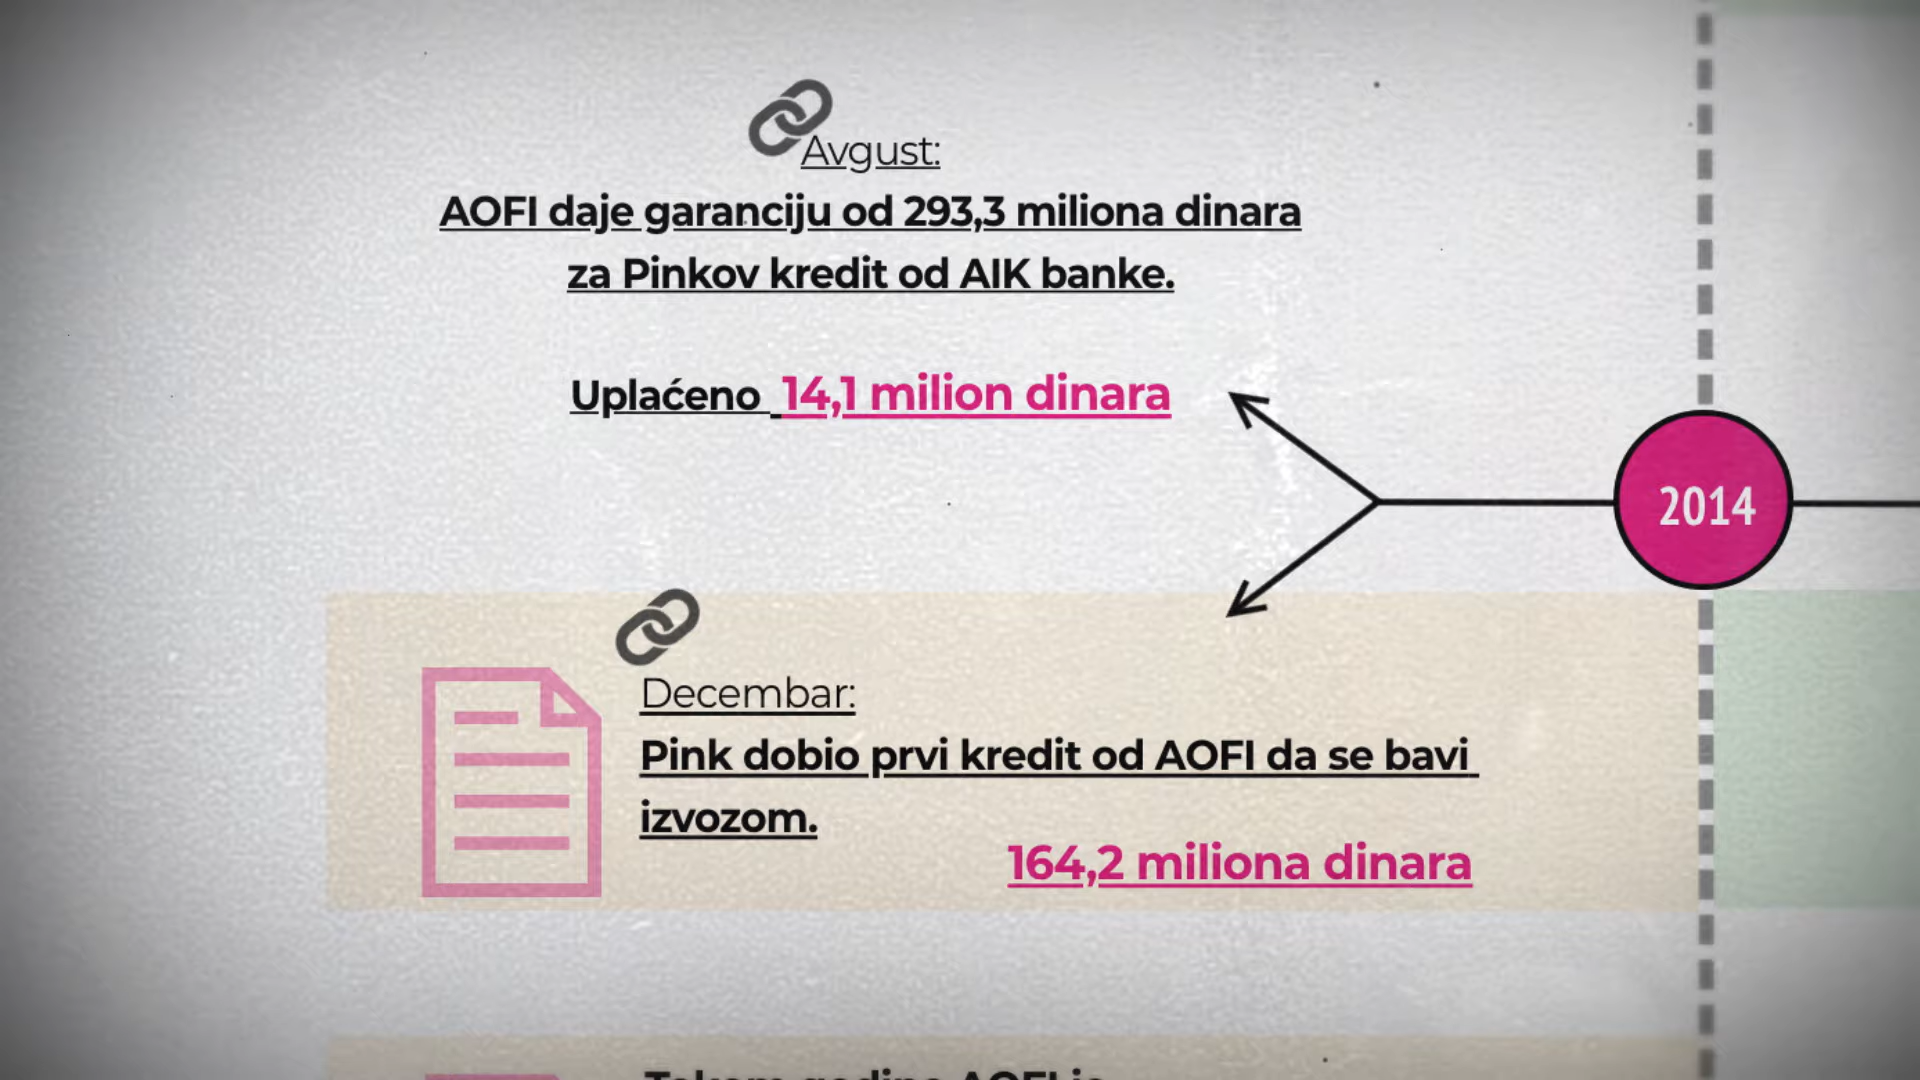 Avgust:
AOFI daje garanciju od 293,3 miliona dinara
za Pinkov kredit od AIK banke.
Uplaćeno 14,1 milion dinara
2014
Decembar:
Pink dobio prvi kredit od AOFI da se bavi
izvozom.
164,2 miliona dinara